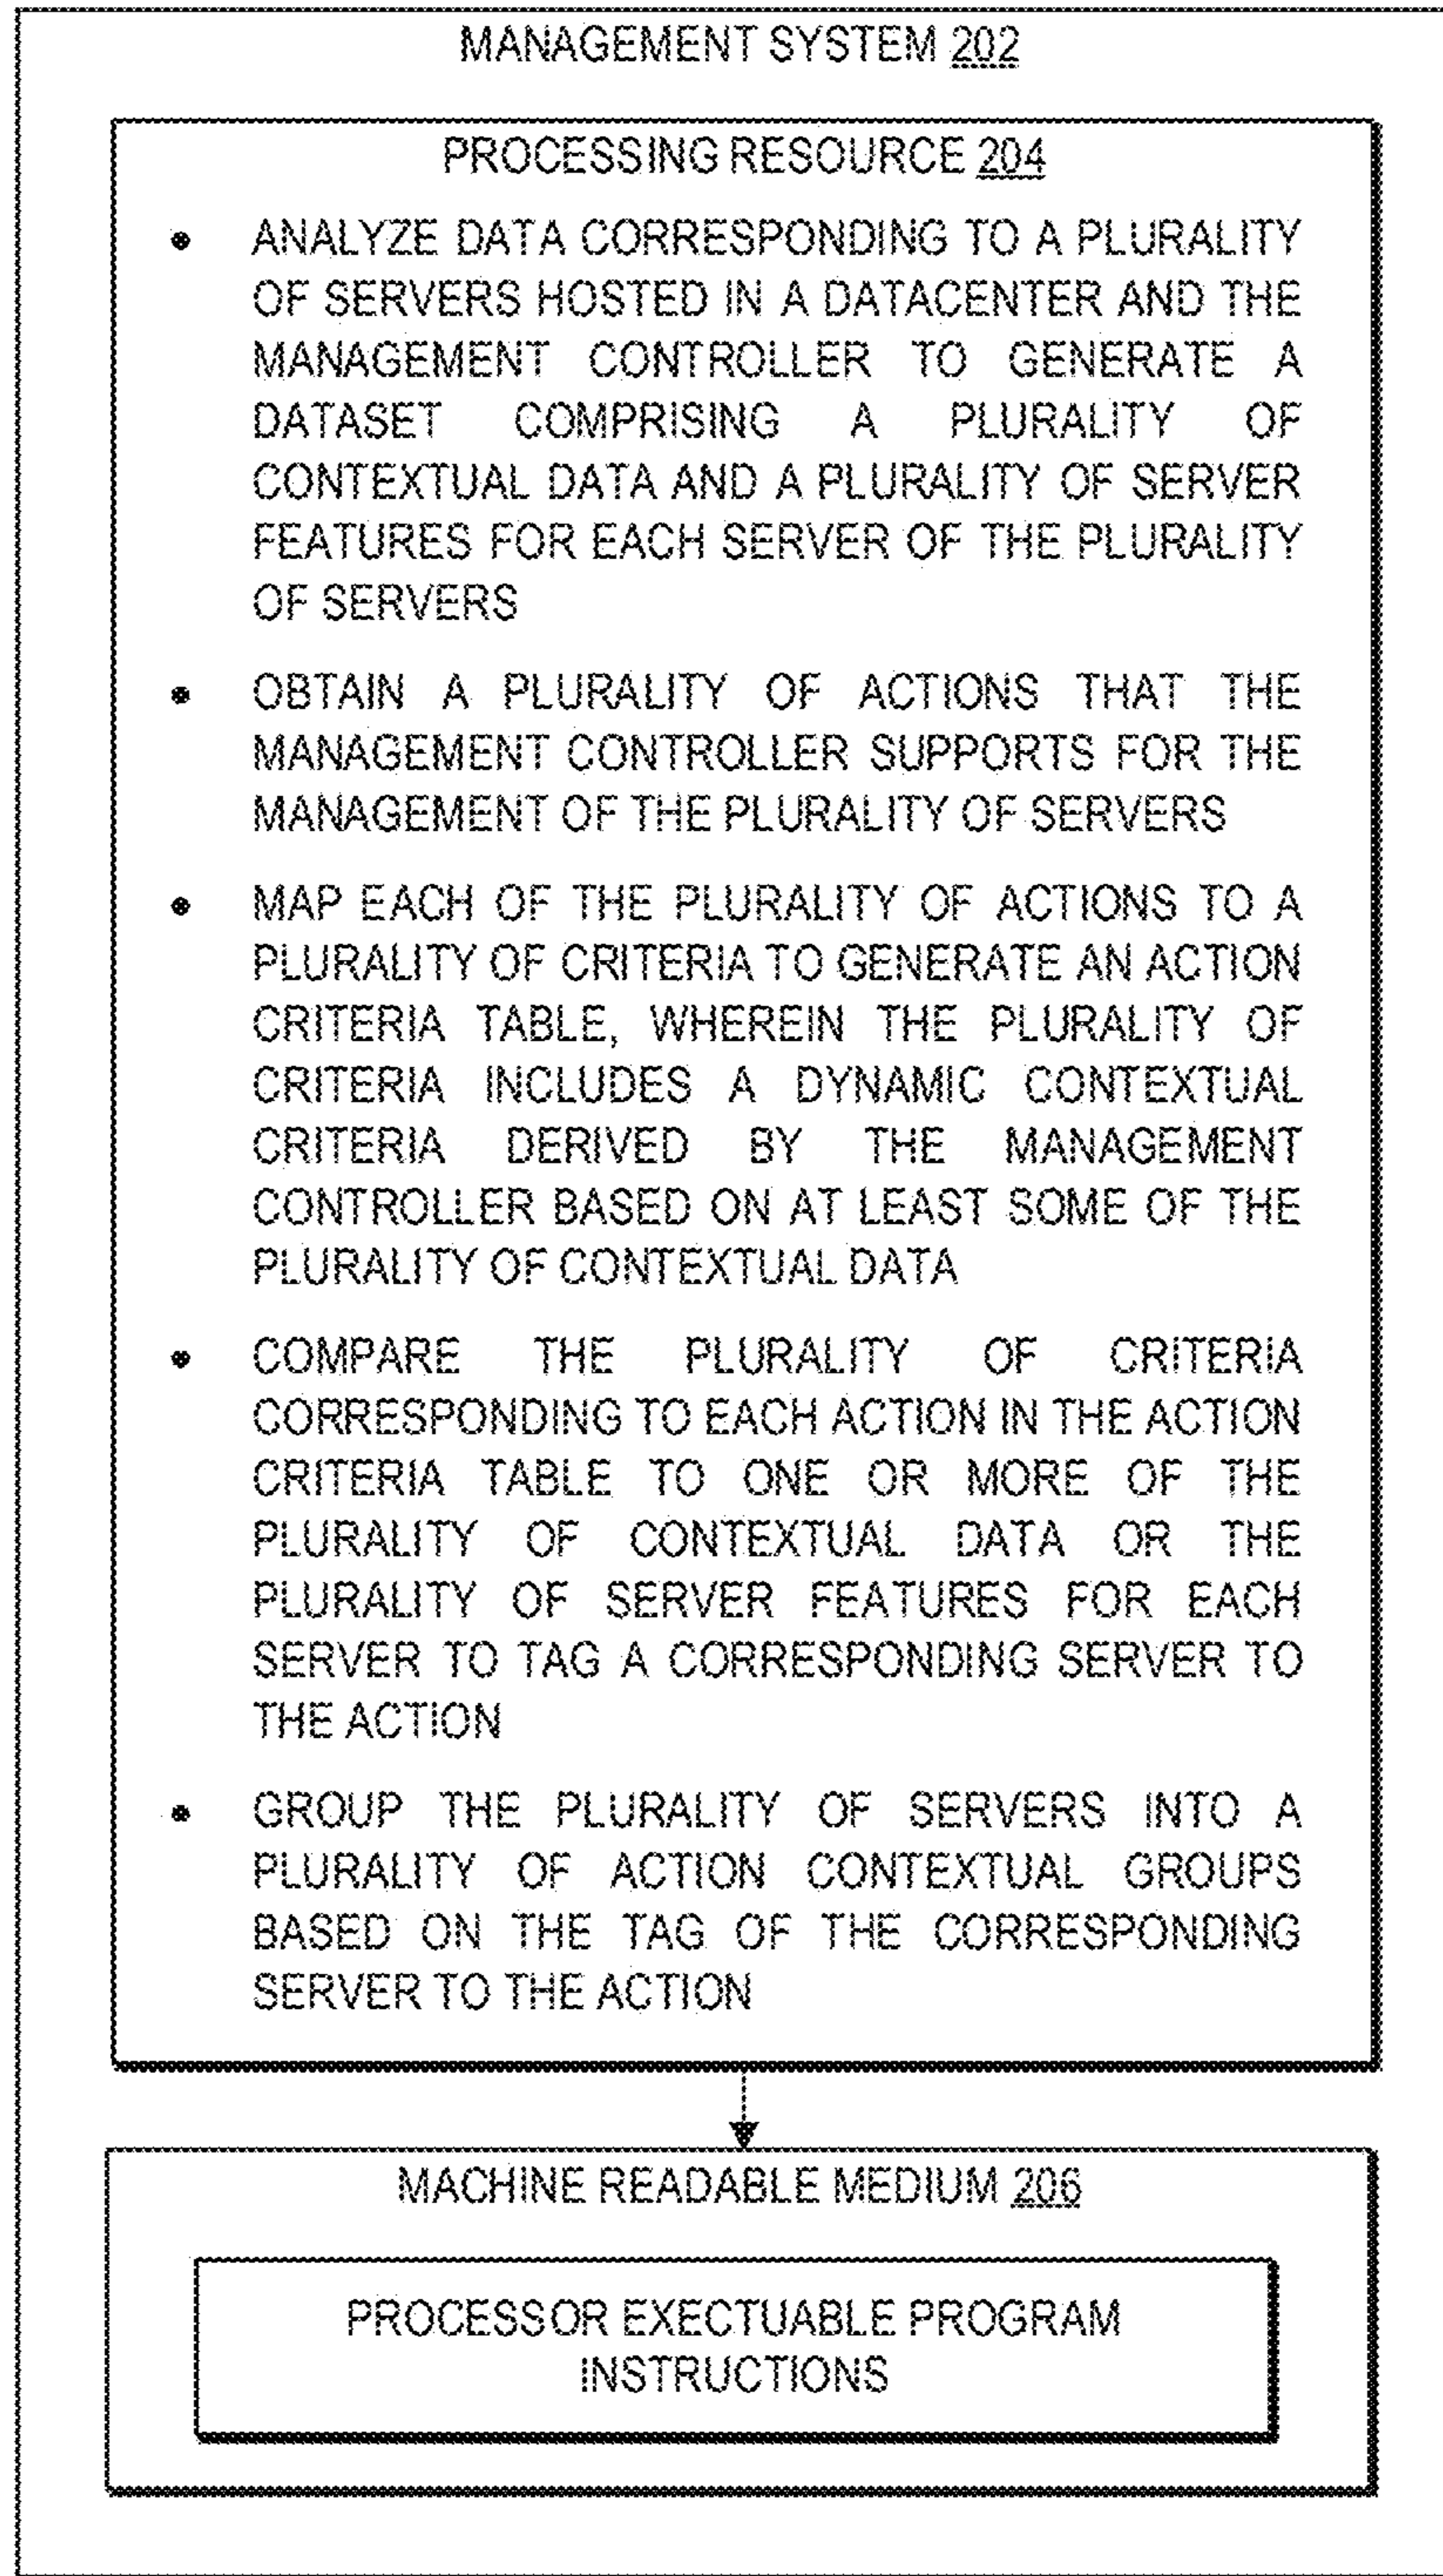 MANAGEMENT SYSTEM 202
PROCESSING RESOURCE 204
• ANALYZE DATA CORRESPONDING TO A PLURALITY
OF SERVERS HOSTED IN A DATACENTER AND THE
MANAGEMENT CONTROLLER TO GENERATE A
DATASET COMPRISING A PLURALITY OF
CONTEXTUAL DATA AND A PLURALITY OF SERVER
FEATURES FOR EACH SERVER OF THE PLURALITY
OF SERVERS
• OBTAIN A PLURALITY OF ACTIONS THAT THE
MANAGEMENT CONTROLLER SUPPORTS FOR THE
MANAGEMENT OF THE PLURALITY OF SERVERS
• MAP EACH OF THE PLURALITY OF ACTIONS TO A
PLURALITY OF CRITERIA TO GENERATE AN ACTION
CRITERIA TABLE, WHEREIN THE PLURALITY OF
CRITERIA INCLUDES A DYNAMIC CONTEXTUAL
CRITERIA DERIVED BY THE MANAGEMENT
CONTROLLER BASED ON AT LEAST SOME OF THE
PLURALITY OF CONTEXTUAL DATA
• COMPARE THE PLURALITY OF CRITERIA
CORRESPONDING TO EACH ACTION IN THE ACTION
CRITERIA TABLE TO ONE OR MORE OF THE
PLURALITY OF CONTEXTUAL DATA OR THE
PLURALITY OF SERVER FEATURES FOR EACH
SERVER TO TAG A CORRESPONDING SERVER TO
THE ACTION
• GROUP THE PLURALITY OF SERVERS INTO A
PLURALITY OF ACTION CONTEXTUAL GROUPS
BASED ON THE TAG OF THE CORRESPONDING
SERVER TO THE ACTION
MACHINE READABLE MEDIUM 206
PROCESSOR EXECTUABLE PROGRAM
INSTRUCTIONS